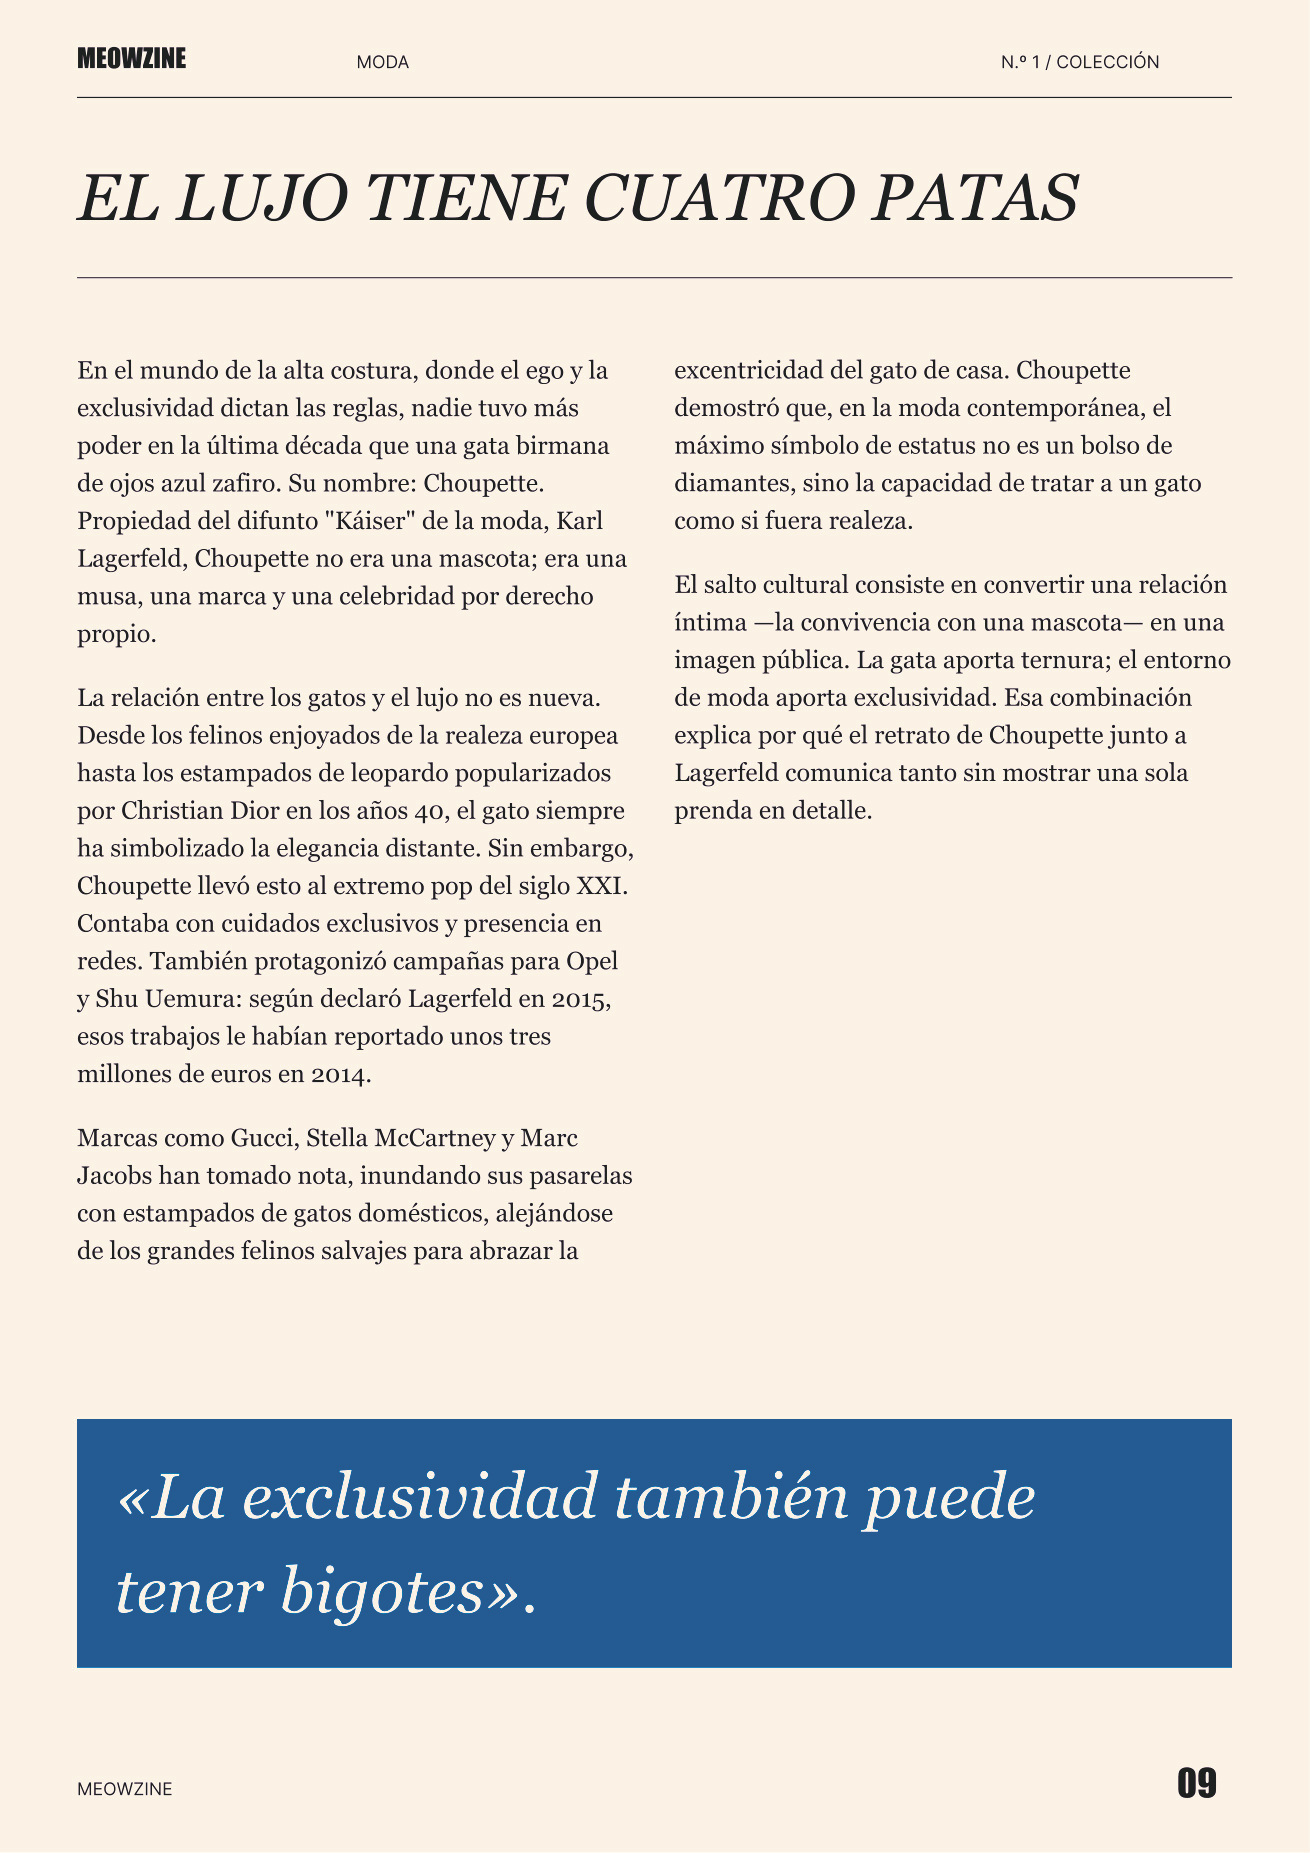 MEOWZINE
MODA
N.º 1 / COLECCIÓN
EL LUJO TIENE CUATRO PATAS
En el mundo de la alta costura, donde el ego y la
exclusividad dictan las reglas, nadie tuvo más
poder en la última década que una gata birmana
de ojos azul zafiro. Su nombre: Choupette.
Propiedad del difunto "Káiser" de la moda, Karl
Lagerfeld, Choupette no era una mascota; era una
musa, una marca y una celebridad por derecho
propio.
La relación entre los gatos y el lujo no es nueva.
Desde los felinos enjoyados de la realeza europea
hasta los estampados de leopardo popularizados
por Christian Dior en los años 40, el gato siempre
ha simbolizado la elegancia distante. Sin embargo,
Choupette llevó esto al extremo pop del siglo XXI.
Contaba con cuidados exclusivos y presencia en
redes. También protagonizó campañas para Opel
y Shu Uemura: según declaró Lagerfeld en 2015,
esos trabajos le habían reportado unos tres
millones de euros en 2014.
Marcas como Gucci, Stella McCartney y Marc
Jacobs han tomado nota, inundando sus pasarelas
con estampados de gatos domésticos, alejándose
de los grandes felinos salvajes para abrazar la
excentricidad del gato de casa. Choupette
demostró que, en la moda contemporánea, el
máximo símbolo de estatus no es un bolso de
diamantes, sino la capacidad de tratar a un gato
como si fuera realeza.
El salto cultural consiste en convertir una relación
íntima —la convivencia con una mascota— en una
imagen pública. La gata aporta ternura; el entorno
de moda aporta exclusividad. Esa combinación
explica por qué el retrato de Choupette junto a
Lagerfeld comunica tanto sin mostrar una sola
prenda en detalle.
«La exclusividad también puede
tener bigotes».
MEOWZINE
09